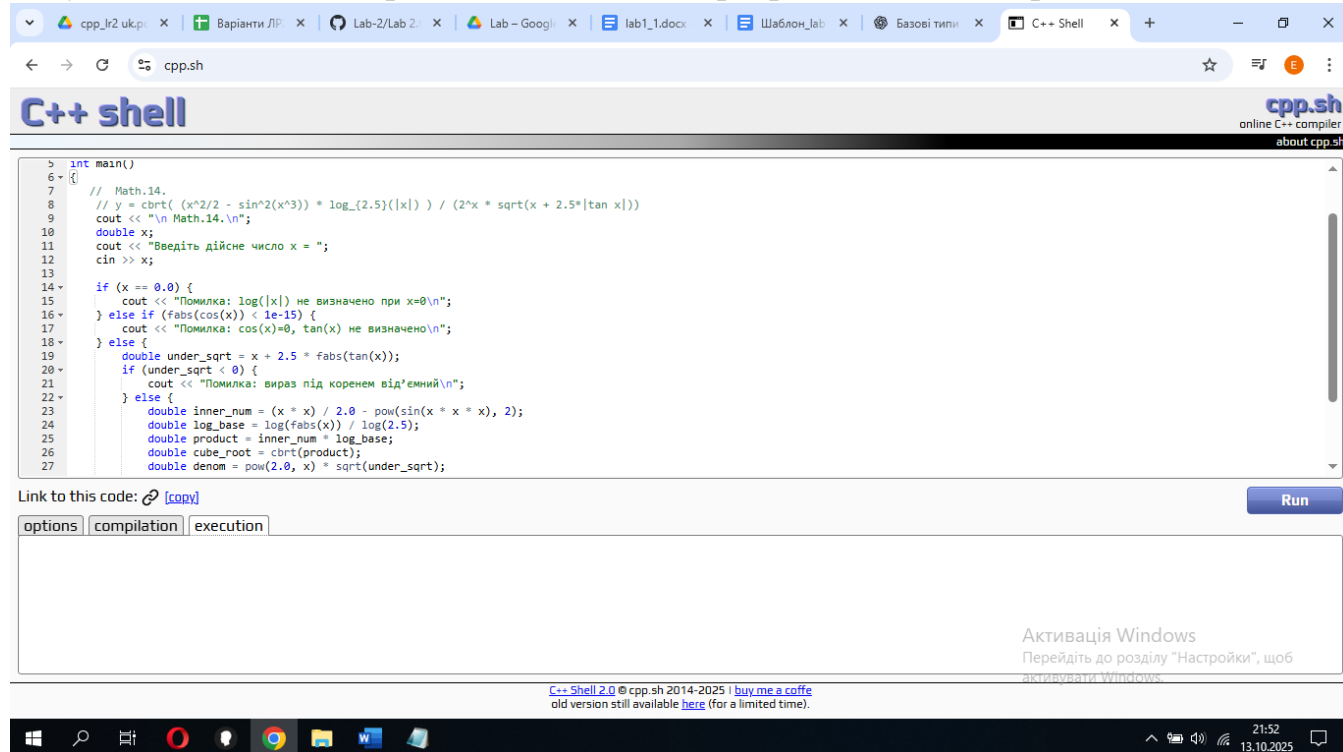 cpp_lr2 uk.pd
Варіанти ЛР
Lab-2/Lab 2.
Lab – Google
lab1_1.docx
Шаблон_lab
Базові типи
C++ Shell
cpp.sh
E
C++ shell
cpp.sh
online C++ compiler
about cpp.sh
5 int main()
6 {
7 // Math.14.
8 // y = cbrt( (x^2/2 - sin^2(x^3)) * log_{2.5}(|x|) ) / (2^x * sqrt(x + 2.5*|tan x|))
9 cout << "\n Math.14.\n";
10 double x;
11 cout << "Введіть дійсне число x = ";
12 cin >> x;
13
14 if (x == 0.0) {
15 cout << "Помилка: log(|x|) не визначено при x=0\n";
16 } else if (fabs(cos(x)) < 1e-15) {
17 cout << "Помилка: cos(x)=0, tan(x) не визначено\n";
18 } else {
19 double under_sqrt = x + 2.5 * fabs(tan(x));
20 if (under_sqrt < 0) {
21 cout << "Помилка: вираз під коренем від’ємний\n";
22 } else {
23 double inner_num = (x * x) / 2.0 - pow(sin(x * x * x), 2);
24 double log_base = log(fabs(x)) / log(2.5);
25 double product = inner_num * log_base;
26 double cube_root = cbrt(product);
27 double denom = pow(2.0, x) * sqrt(under_sqrt);
Link to this code: [copy]
Run
options compilation execution
Активація Windows
Перейдіть до розділу "Настройки", щоб
активувати Windows.
C++ Shell 2.0 © cpp.sh 2014-2025 | buy me a coffe
old version still available here (for a limited time).
21:52
13.10.2025